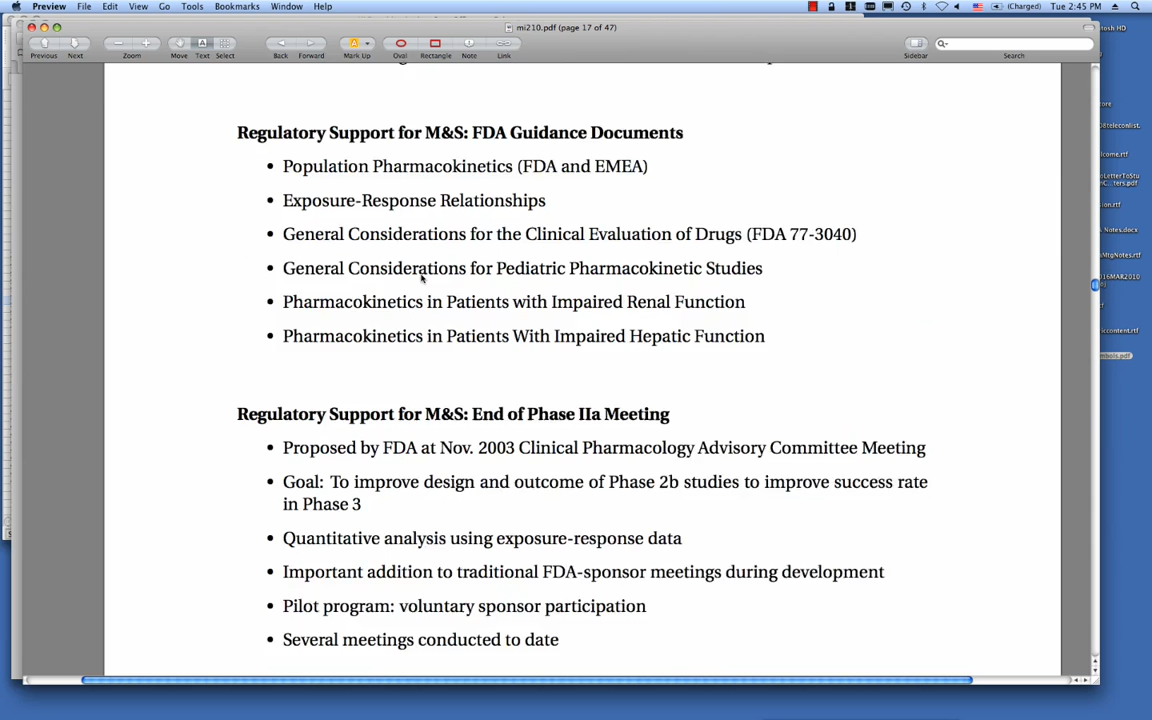 Preview File Edit View Go Tools Bookmarks Window Help
(Charged) Tue 2:45 PM
mi210.pdf (page 17 of 47)
Previous Next Zoom Move Text Select Back Forward Mark Up Oval Rectangle Note Link Sidebar Search
Regulatory Support for M&S: FDA Guidance Documents
• Population Pharmacokinetics (FDA and EMEA)
• Exposure-Response Relationships
• General Considerations for the Clinical Evaluation of Drugs (FDA 77-3040)
• General Considerations for Pediatric Pharmacokinetic Studies
• Pharmacokinetics in Patients with Impaired Renal Function
• Pharmacokinetics in Patients With Impaired Hepatic Function
Regulatory Support for M&S: End of Phase IIa Meeting
• Proposed by FDA at Nov. 2003 Clinical Pharmacology Advisory Committee Meeting
• Goal: To improve design and outcome of Phase 2b studies to improve success rate
in Phase 3
• Quantitative analysis using exposure-response data
• Important addition to traditional FDA-sponsor meetings during development
• Pilot program: voluntary sponsor participation
• Several meetings conducted to date